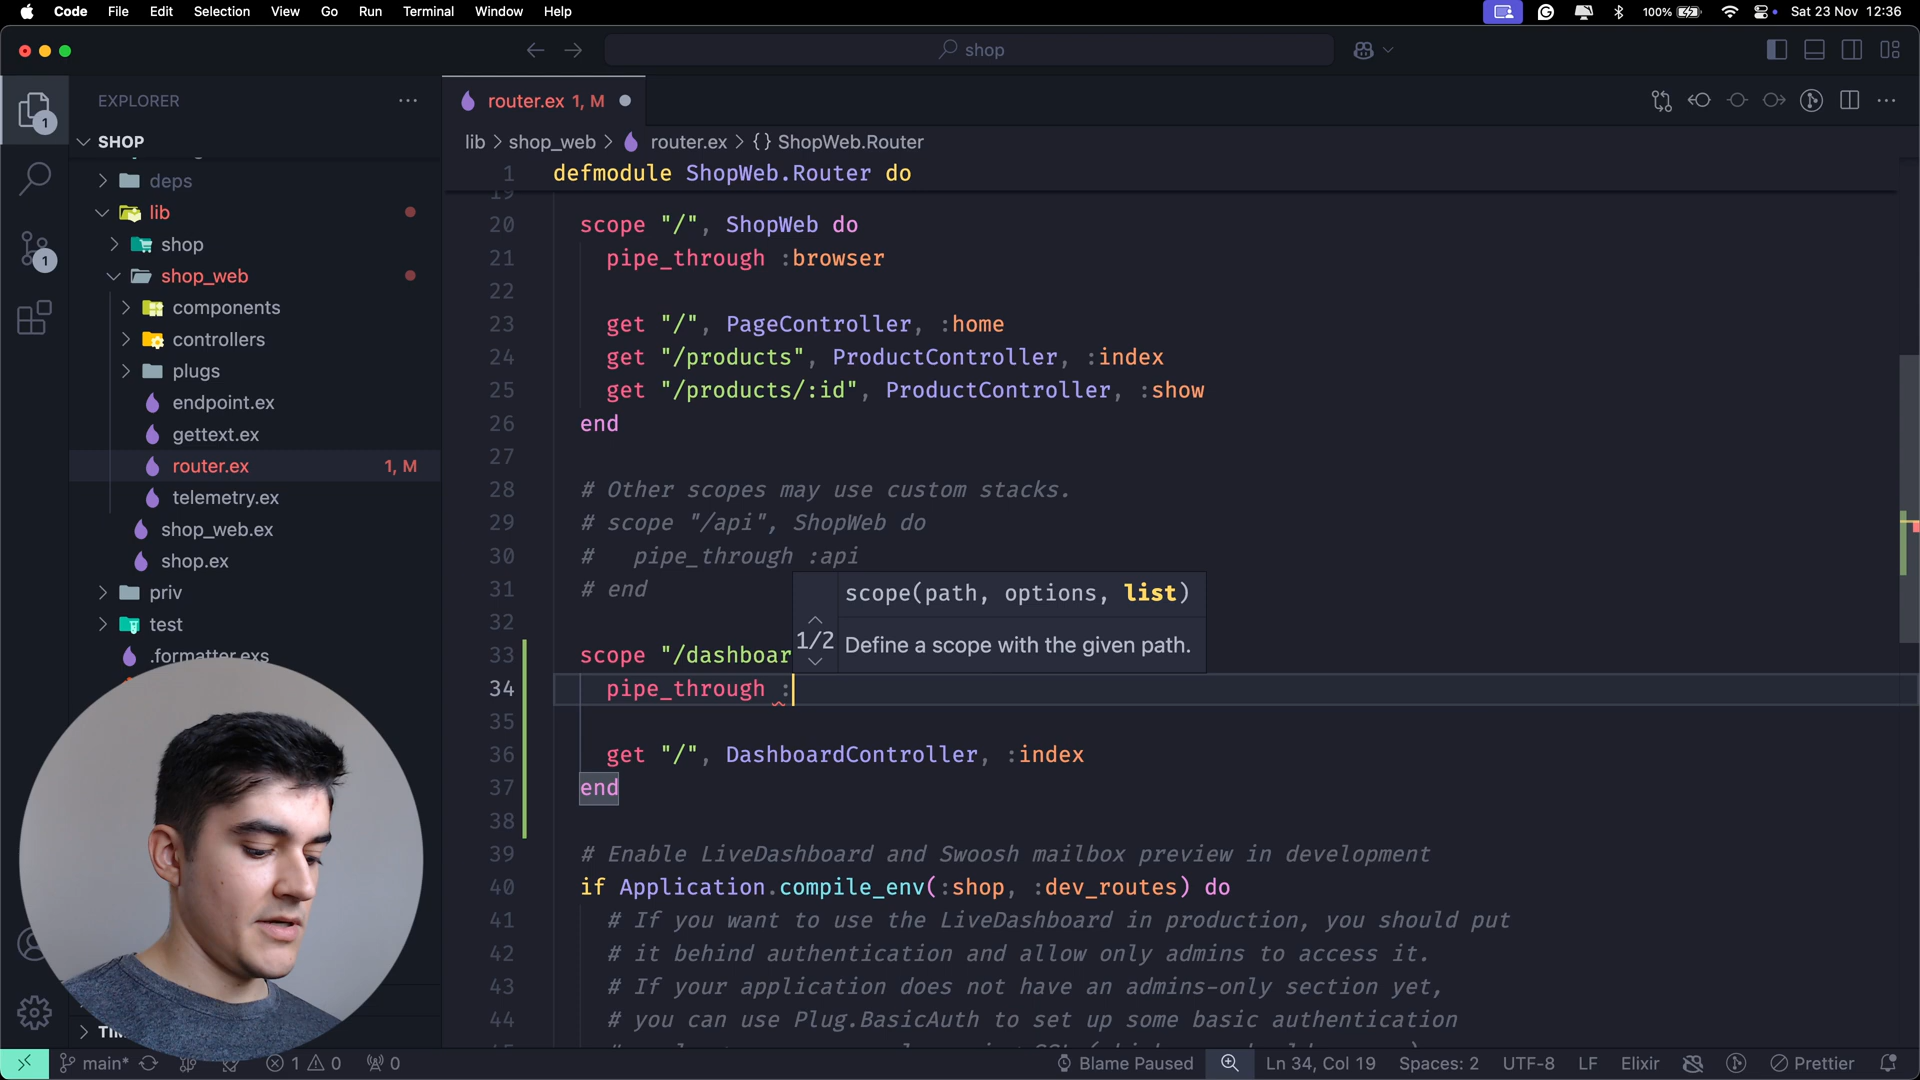 Code File Edit Selection View Go Run Terminal Window Help 100% Sat 23 Nov 12:36
shop
EXPLORER
SHOP
deps
lib
shop
shop_web
components
controllers
plugs
endpoint.ex
gettext.ex
router.ex 1, M
telemetry.ex
shop_web.ex
shop.ex
priv
test
.formatter.exs
1
1
router.ex 1, M
lib > shop_web > router.ex > {} ShopWeb.Router
1 defmodule ShopWeb.Router do
19
20 scope "/", ShopWeb do
21 pipe_through :browser
22
23 get "/", PageController, :home
24 get "/products", ProductController, :index
25 get "/products/:id", ProductController, :show
26 end
27
28 # Other scopes may use custom stacks.
29 # scope "/api", ShopWeb do
30 # pipe_through :api
31 # end
32
scope(path, options, list)
1/2 Define a scope with the given path.
33 scope "/dashboar
34 pipe_through :
35
36 get "/", DashboardController, :index
37 end
38
39 # Enable LiveDashboard and Swoosh mailbox preview in development
40 if Application.compile_env(:shop, :dev_routes) do
41 # If you want to use the LiveDashboard in production, you should put
42 # it behind authentication and allow only admins to access it.
43 # If your application does not have an admins-only section yet,
44 # you can use Plug.BasicAuth to set up some basic authentication
main* 1 0 0 Blame Paused Ln 34, Col 19 Spaces: 2 UTF-8 LF Elixir Prettier